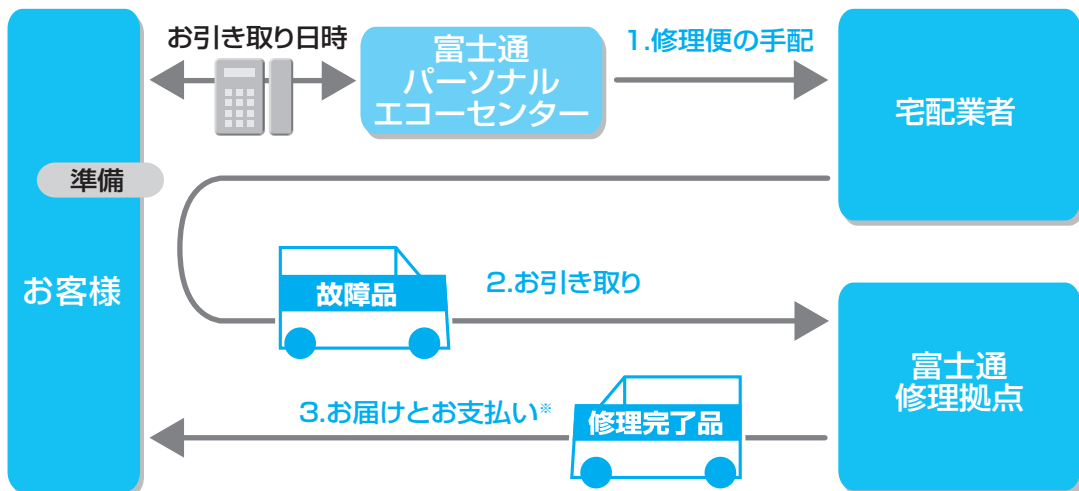 お引き取り日時
富士通
パーソナル
エコーセンター
1.修理便の手配
宅配業者
準備
お客様
故障品
2.お引き取り
富士通
修理拠点
3.お届けとお支払い※
修理完了品